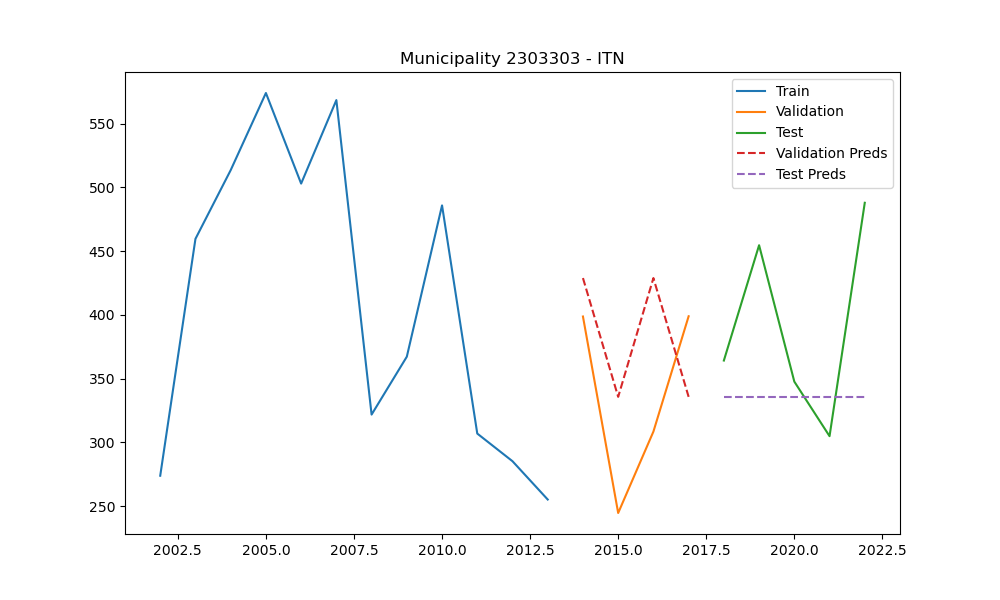 Municipality 2303303 - ITN
Train
Validation
Test
Validation Preds
Test Preds
550
500
450
400
350
300
250
2002.5 2005.0 2007.5 2010.0 2012.5 2015.0 2017.5 2020.0 2022.5